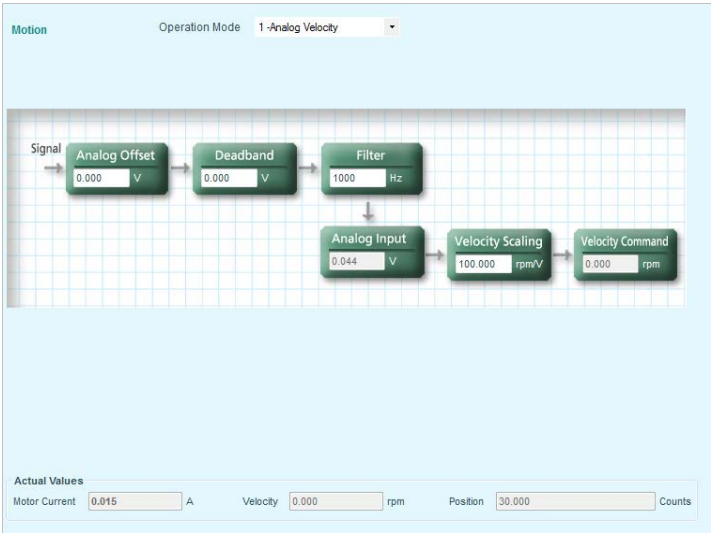 Motion Operation Mode 1 -Analog Velocity
Signal
Analog Offset Deadband Filter
0.000 V 0.000 V 1000 Hz
Analog Input Velocity Scaling Velocity Command
0.044 V 100.000 rpm/V 0.000 rpm
Actual Values
Motor Current 0.015 A Velocity 0.000 rpm Position 30.000 Counts